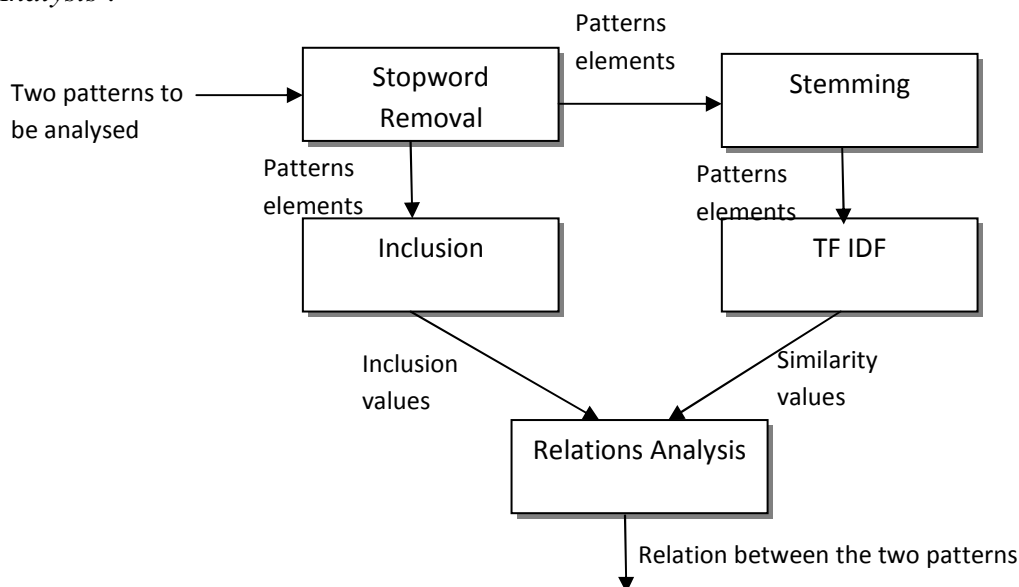 Analysis".
Patterns
elements
Stopword
Removal
Stemming
Two patterns to
be analysed
Patterns
elements
Patterns
elements
Inclusion
TF IDF
Inclusion
values
Similarity
values
Relations Analysis
Relation between the two patterns